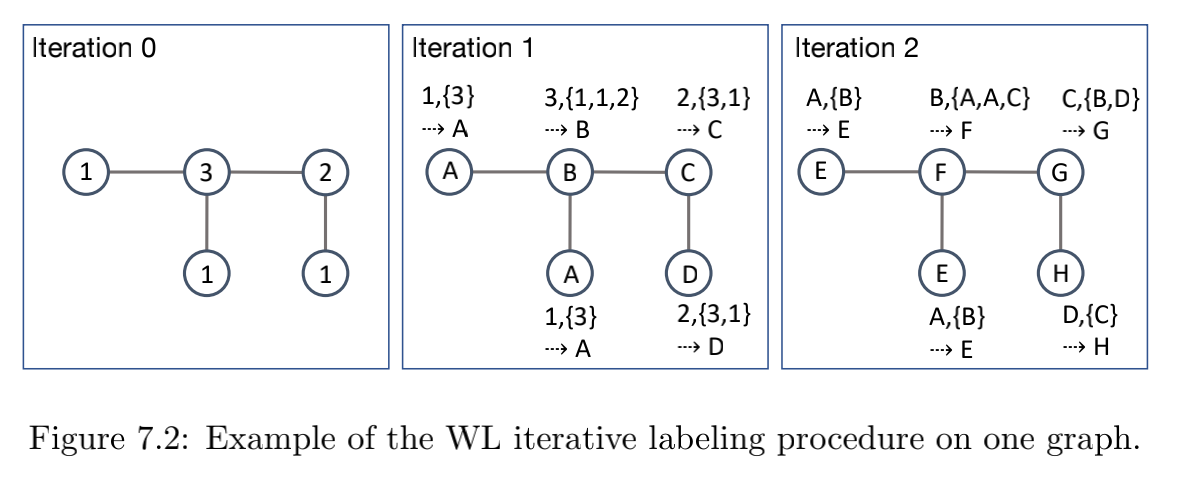 Iteration 0
1
3
2
1
1
Iteration 1
1,{3}
⤏ A
3,{1,1,2}
⤏ B
2,{3,1}
⤏ C
A
B
C
A
D
1,{3}
⤏ A
2,{3,1}
⤏ D
Iteration 2
A,{B}
⤏ E
B,{A,A,C}
⤏ F
C,{B,D}
⤏ G
E
F
G
E
H
A,{B}
⤏ E
D,{C}
⤏ H
Figure 7.2: Example of the WL iterative labeling procedure on one graph.